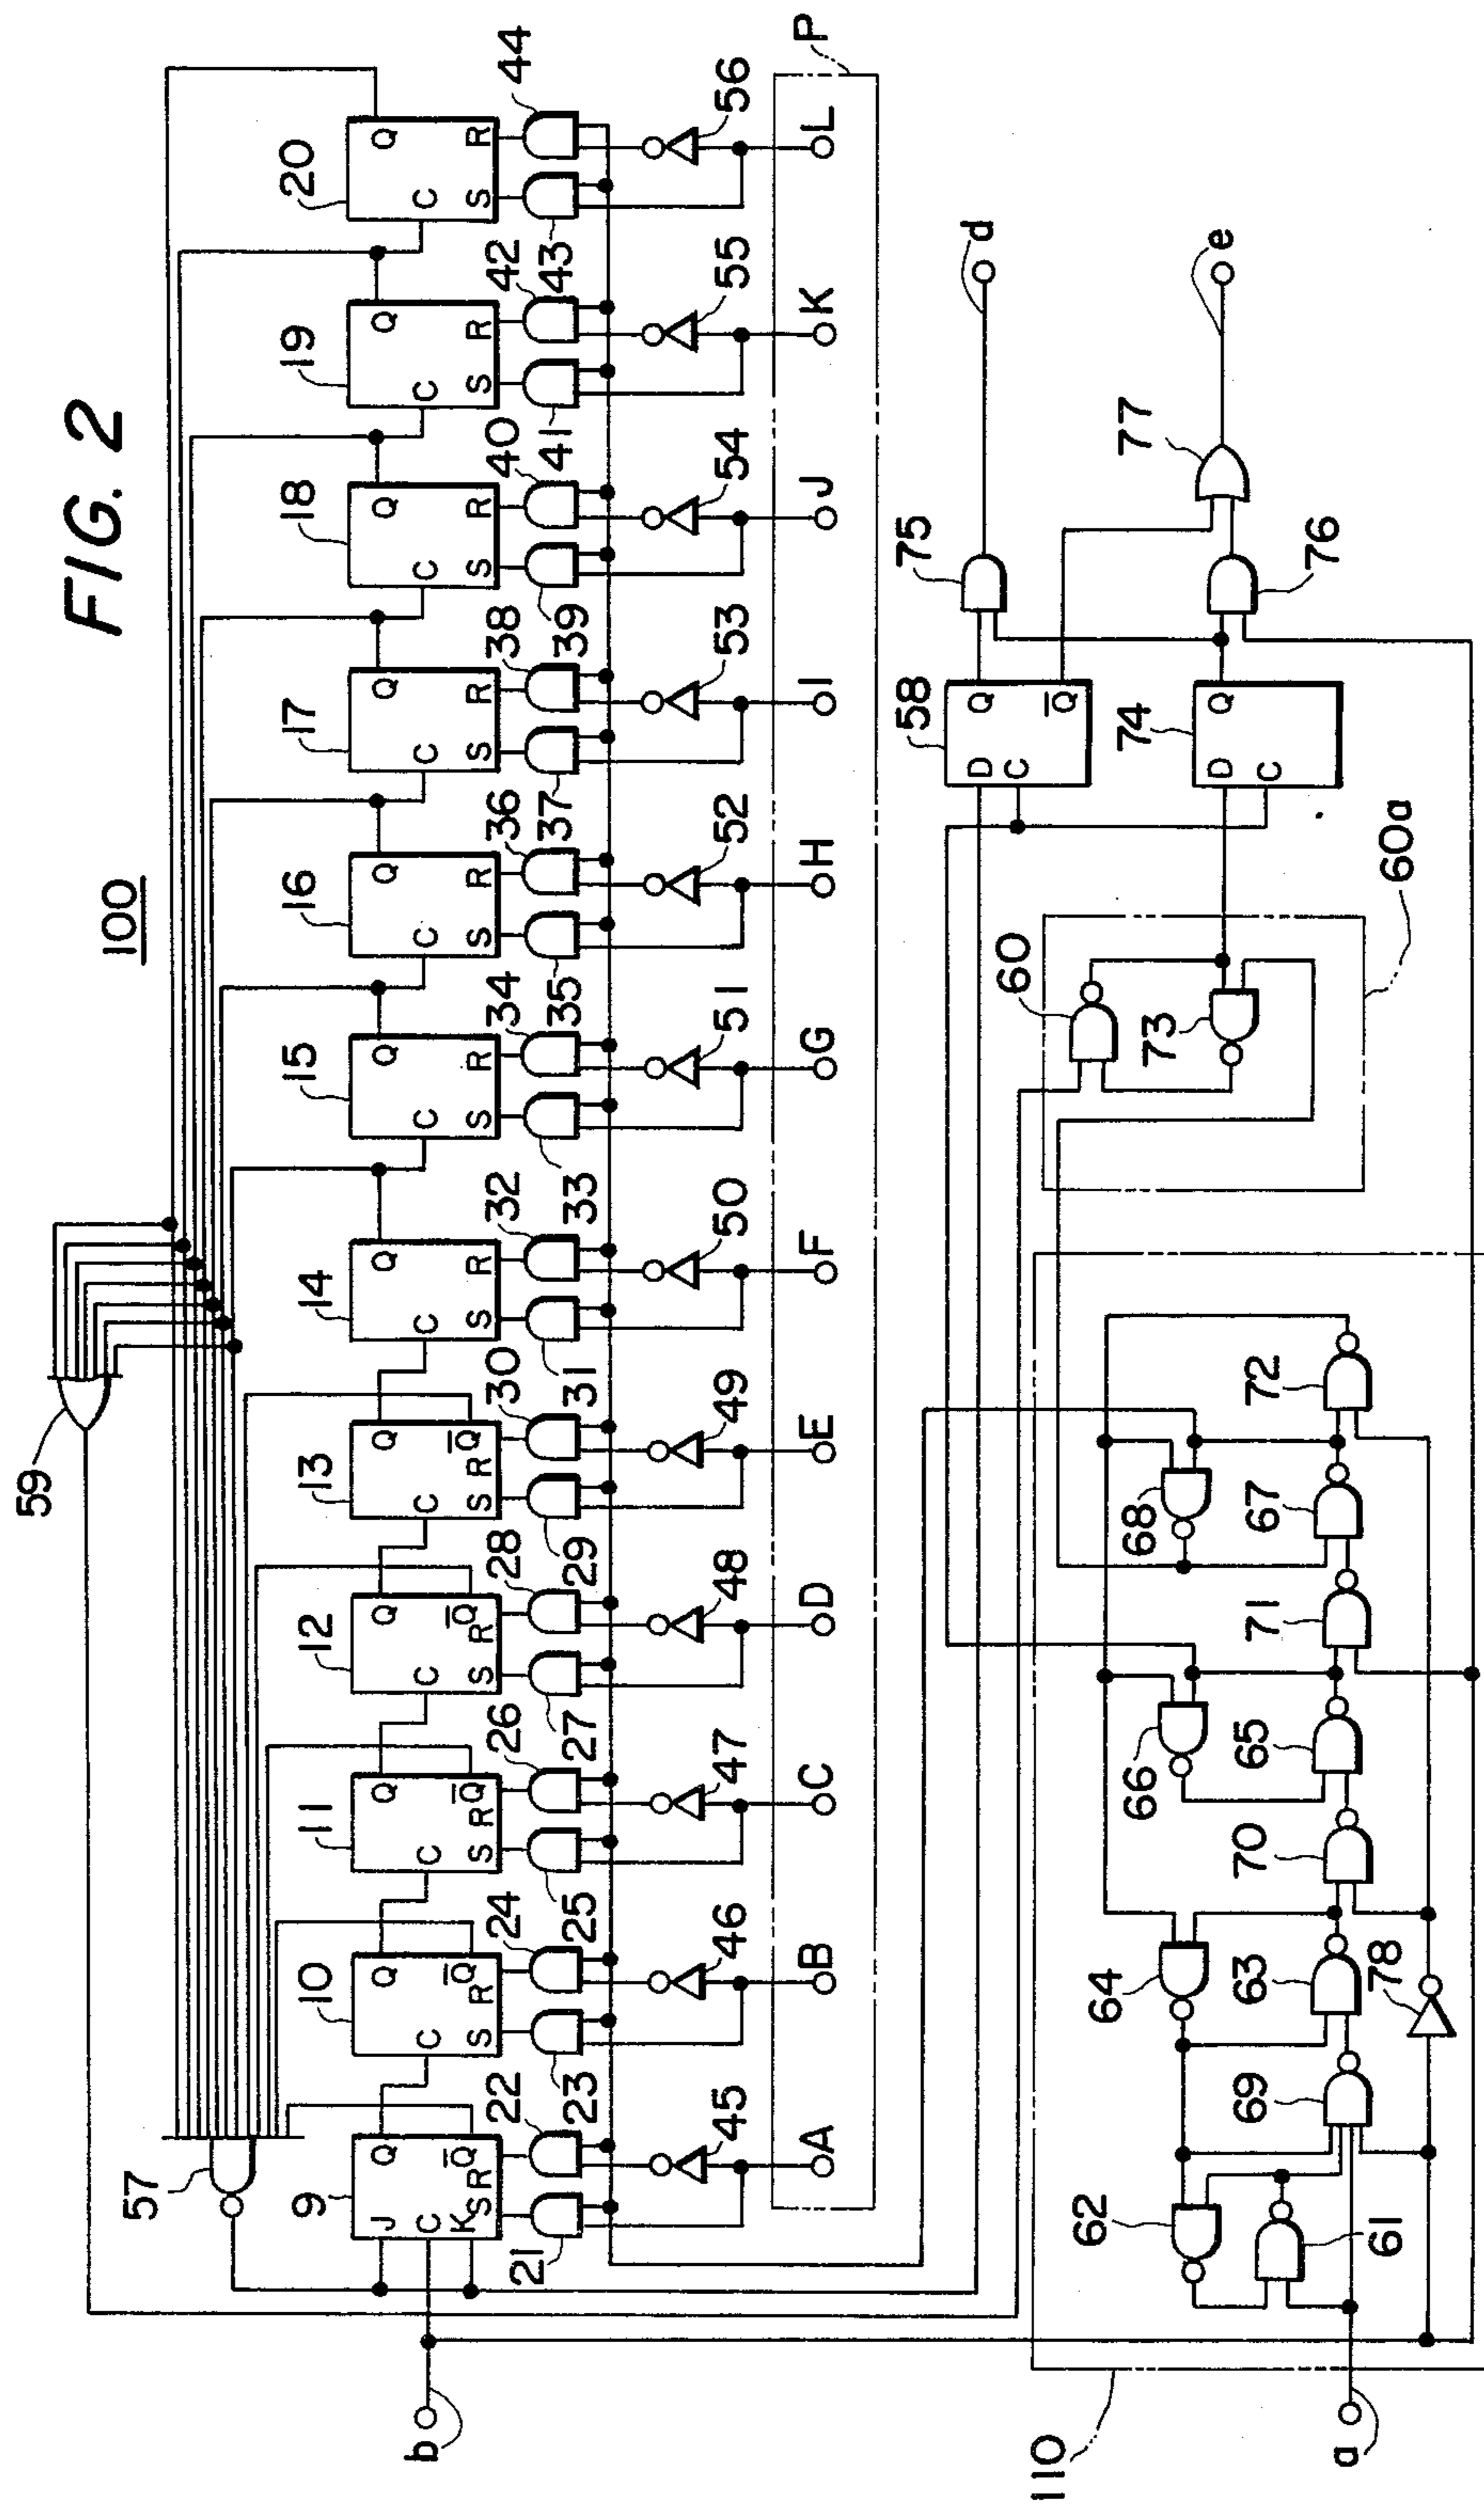 59
FIG. 2
100
57
9 10 11 12 13 14 15 16 17 18 19 20
Q Q Q Q Q Q Q Q Q Q Q Q
J
b C C C C C C C C C C C C
K
Q̅ Q̅ Q̅ Q̅ Q̅
S R S R S R S R S R S R S R S R S R S R S R S R
22 24 26 28 30 32 34 36 38 40 42 44
21 23 25 27 29 31 33 35 37 39 41 43
45 46 47 48 49 50 51 52 53 54 55 56
A B C D E F G H I J K L
P
58
75
d
D Q
C
Q̅
60
110
62 64 66 68
73
74
77
e
D Q
C
76
61
69 63 70 65 71 67 72
78
a
60a